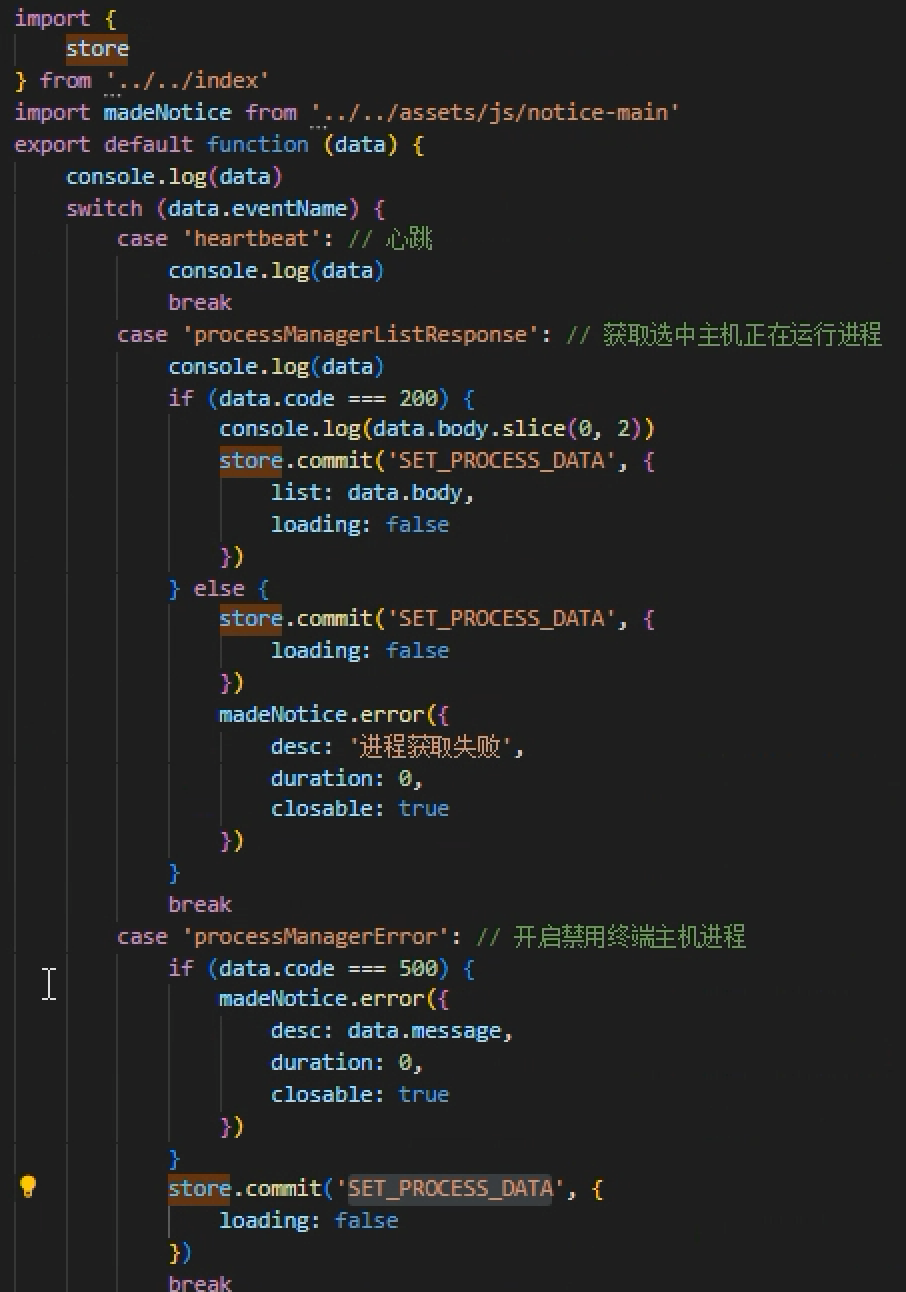 import {
    store
} from '../../index'
import madeNotice from '../../assets/js/notice-main'
export default function (data) {
    console.log(data)
    switch (data.eventName) {
        case 'heartbeat': // 心跳
            console.log(data)
            break
        case 'processManagerListResponse': // 获取选中主机正在运行进程
            console.log(data)
            if (data.code === 200) {
                console.log(data.body.slice(0, 2))
                store.commit('SET_PROCESS_DATA', {
                    list: data.body,
                    loading: false
                })
            } else {
                store.commit('SET_PROCESS_DATA', {
                    loading: false
                })
                madeNotice.error({
                    desc: '进程获取失败',
                    duration: 0,
                    closable: true
                })
            }
            break
        case 'processManagerError': // 开启禁用终端主机进程
            if (data.code === 500) {
                madeNotice.error({
                    desc: data.message,
                    duration: 0,
                    closable: true
                })
            }
            store.commit('SET_PROCESS_DATA', {
                loading: false
            })
            break